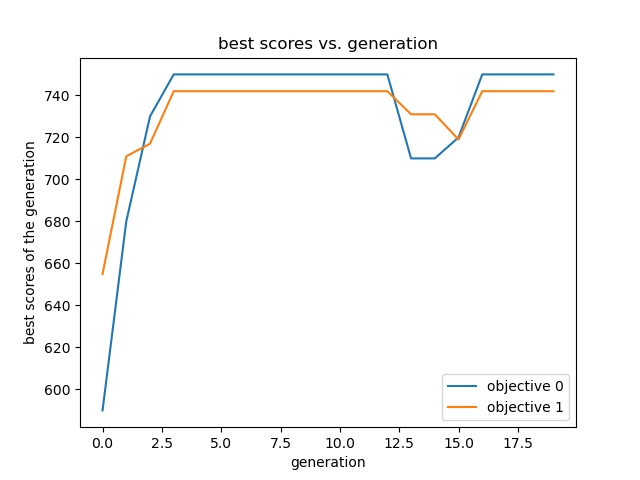 best scores vs. generation
best scores of the generation
740
720
700
680
660
640
620
600
0.0 2.5 5.0 7.5 10.0 12.5 15.0 17.5
generation
objective 0
objective 1